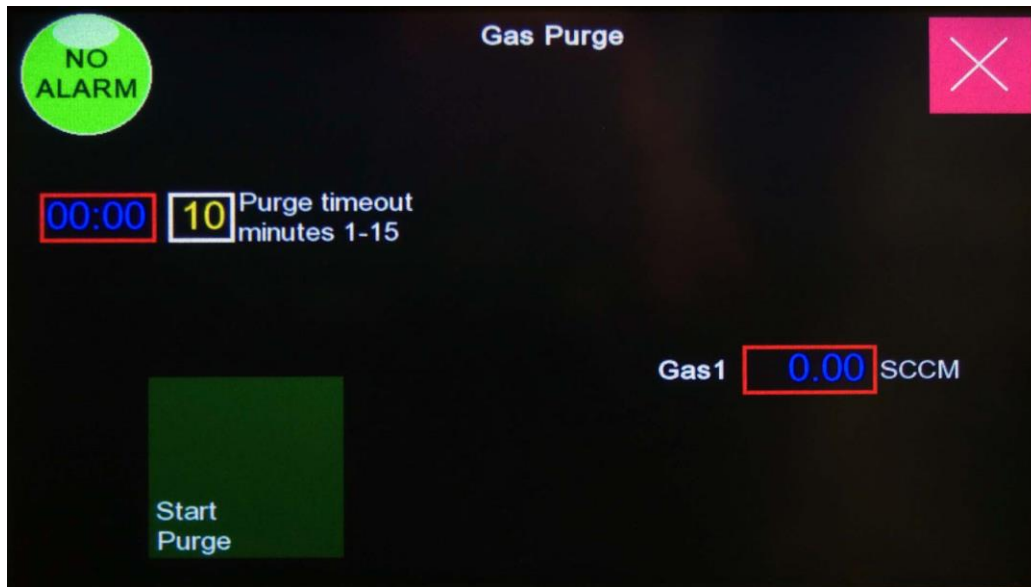 NO
ALARM
Gas Purge
00:00
10
Purge timeout
minutes 1-15
Gas1
0.00
SCCM
Start
Purge